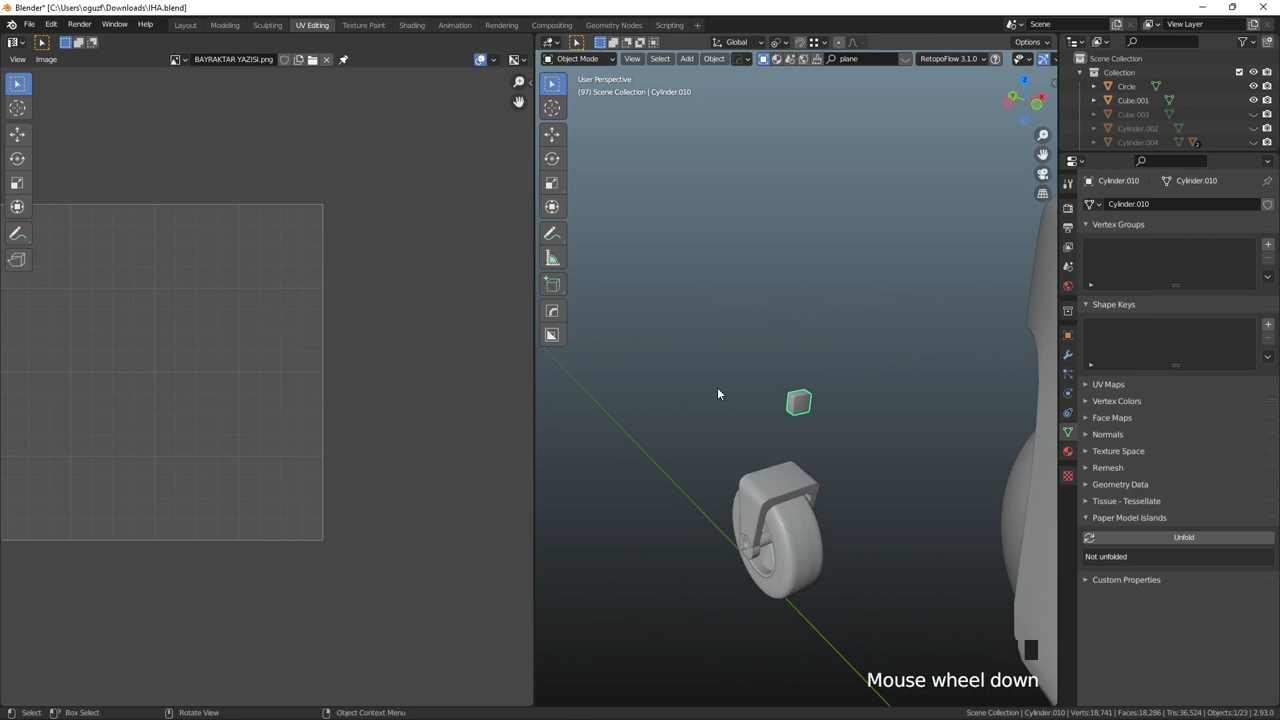 Blender* [C:\Users\oguzf\Downloads\IHA.blend]
File Edit Render Window Help Layout Modeling Sculpting UV Editing Texture Paint Shading Animation Rendering Compositing Geometry Nodes Scripting + Scene View Layer
Global Options
View Image BAYRAKTAR YAZISI.png Object Mode View Select Add Object plane RetopoFlow 3.1.0
User Perspective
(97) Scene Collection | Cylinder.010
Scene Collection
Collection
Circle
Cube.001
Cube.003
Cylinder.002
Cylinder.004
2
Cylinder.010 Cylinder.010
Cylinder.010
Vertex Groups
Shape Keys
UV Maps
Vertex Colors
Face Maps
Normals
Texture Space
Remesh
Geometry Data
Tissue - Tessellate
Paper Model Islands
Unfold
Not unfolded
Custom Properties
Z
Y
X
Mouse wheel down
Select Box Select Rotate View Object Context Menu Scene Collection | Cylinder.010 | Verts:18,741 | Faces:18,286 | Tris:36,524 | Objects:1/23 | 2.93.0